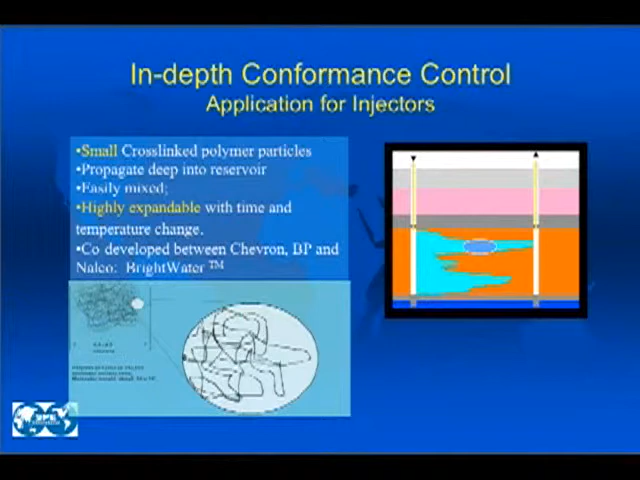 In-depth Conformance Control
Application for Injectors
•Small Crosslinked polymer particles
•Propagate deep into reservoir
•Easily mixed;
•Highly expandable with time and
temperature change.
•Co developed between Chevron, BP and
Nalco: BrightWater TM
SPE